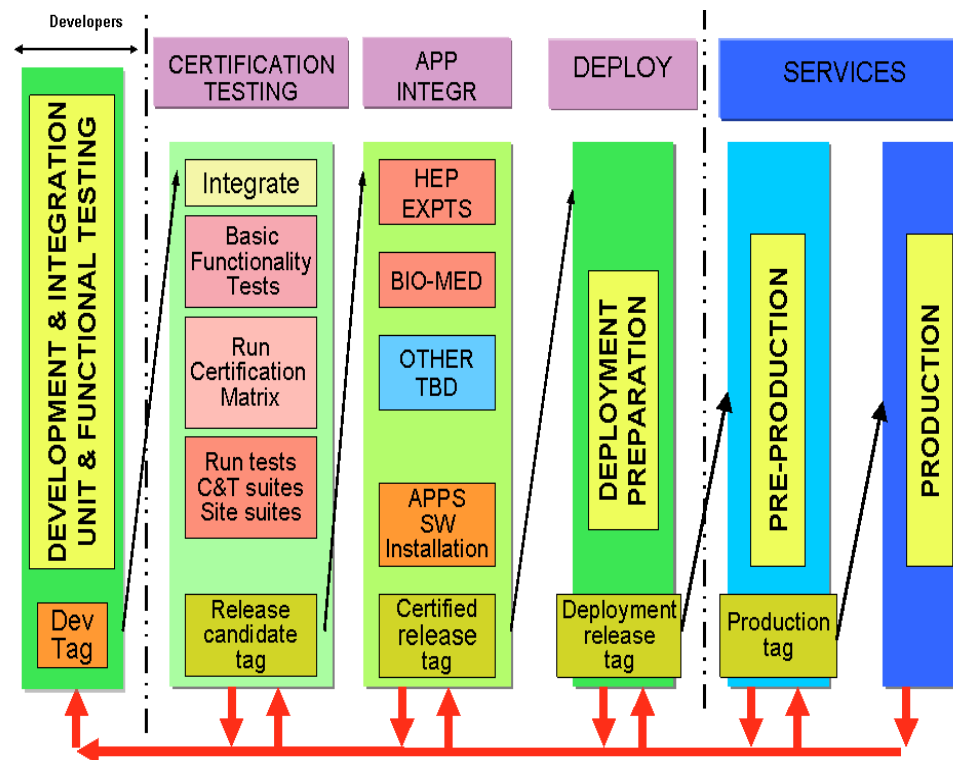 Developers
DEVELOPMENT & INTEGRATION
UNIT & FUNCTIONAL TESTING
Dev
Tag
CERTIFICATION
TESTING
Integrate
Basic
Functionality
Tests
Run
Certification
Matrix
Run tests
C&T suites
Site suites
Release
candidate
tag
APP
INTEGR
HEP
EXPTS
BIO-MED
OTHER
TBD
APPS
SW
Installation
Certified
release
tag
DEPLOY
DEPLOYMENT
PREPARATION
Deployment
release
tag
SERVICES
PRE-PRODUCTION
Production
tag
PRODUCTION